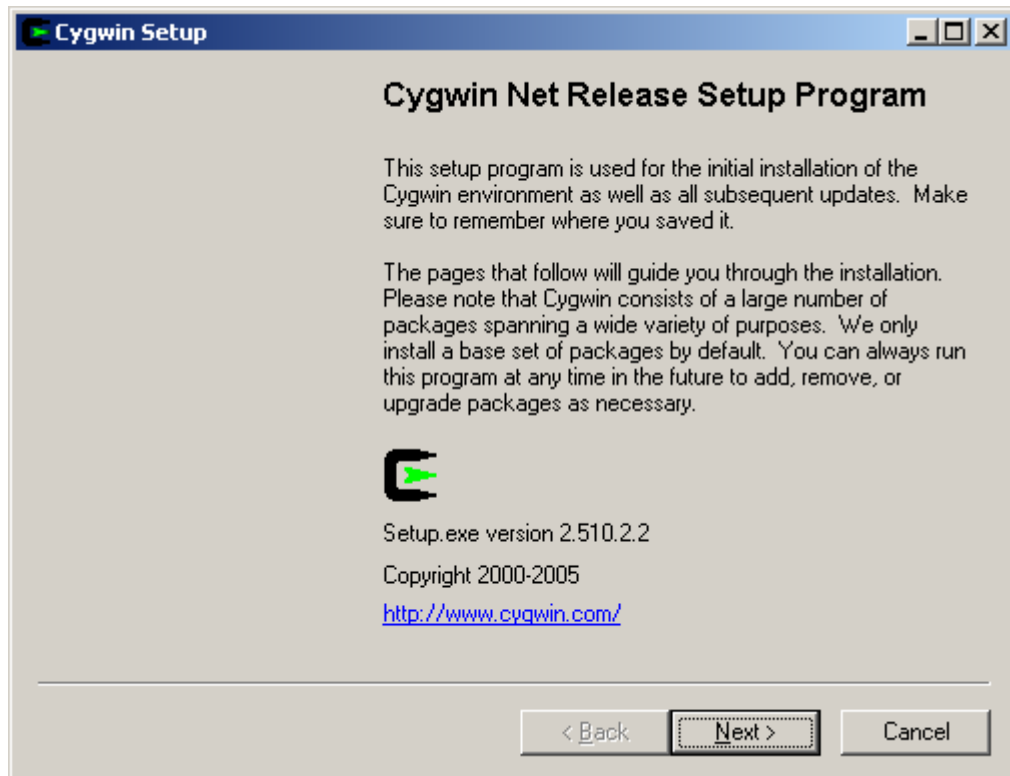 Cygwin Setup
Cygwin Net Release Setup Program
This setup program is used for the initial installation of the
Cygwin environment as well as all subsequent updates.  Make
sure to remember where you saved it.
The pages that follow will guide you through the installation.
Please note that Cygwin consists of a large number of
packages spanning a wide variety of purposes.  We only
install a base set of packages by default.  You can always run
this program at any time in the future to add, remove, or
upgrade packages as necessary.
Setup.exe version 2.510.2.2
Copyright 2000-2005
http://www.cygwin.com/
< Back
Next >
Cancel